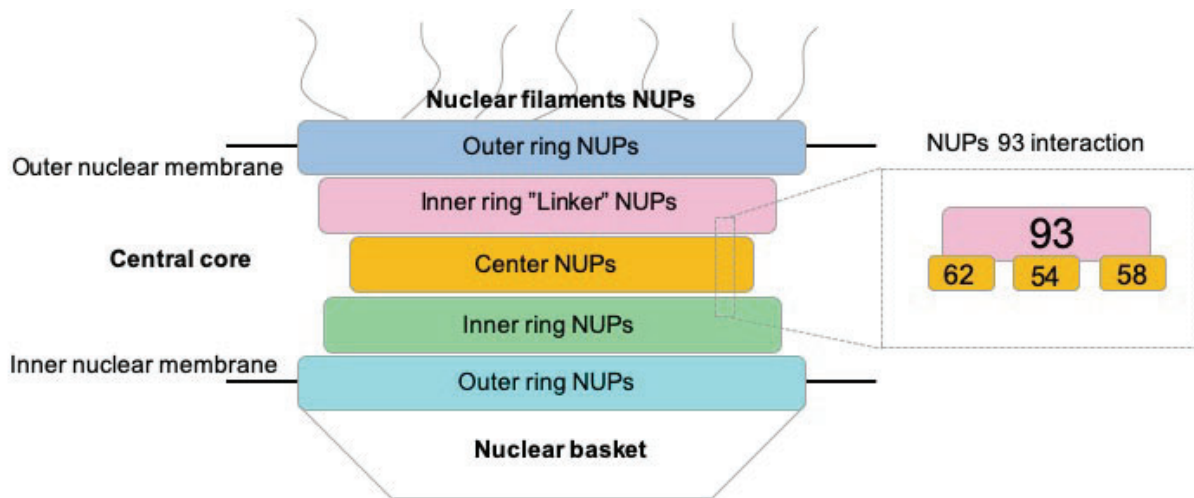 Nuclear filaments NUPs
Outer ring NUPs
Outer nuclear membrane
Inner ring ”Linker” NUPs
Central core
Center NUPs
Inner ring NUPs
Inner nuclear membrane
Outer ring NUPs
Nuclear basket
NUPs 93 interaction
93
62 54 58